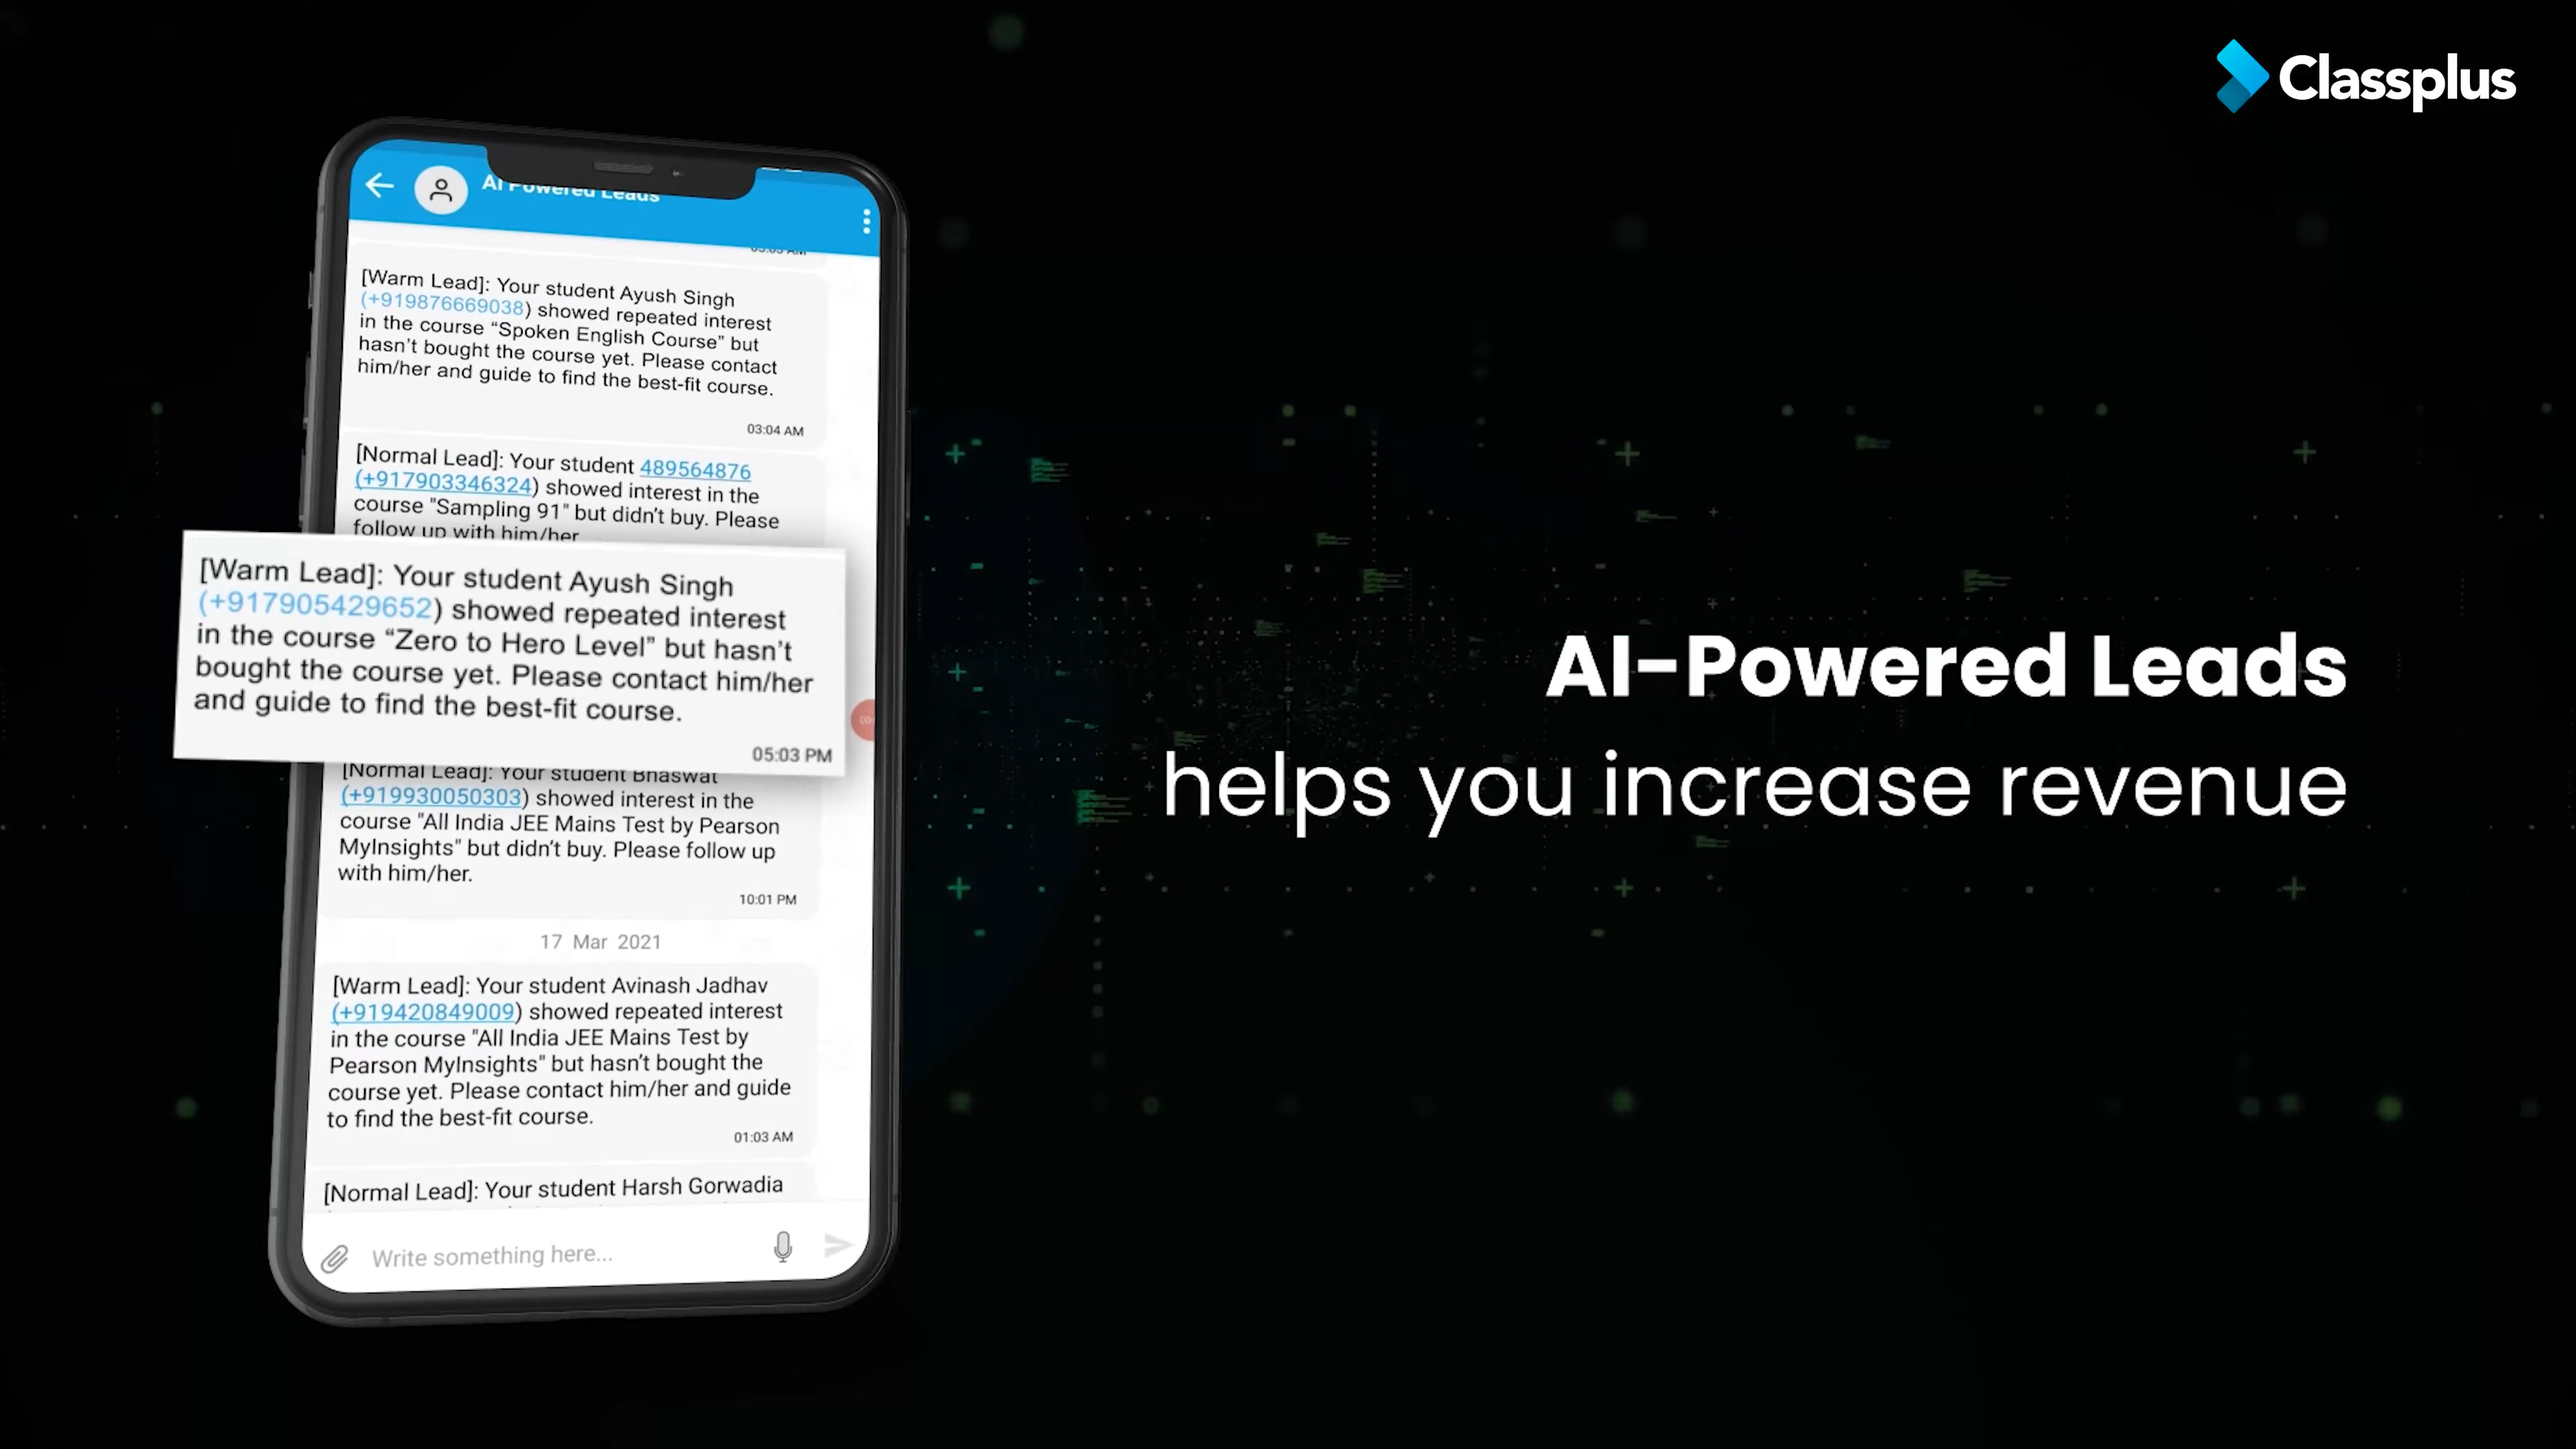 Classplus
AI Powered Leads
03:03 AM
[Warm Lead]: Your student Ayush Singh
(+919876669038) showed repeated interest
in the course “Spoken English Course” but
hasn’t bought the course yet. Please contact
him/her and guide to find the best-fit course.
03:04 AM
[Normal Lead]: Your student 489564876
(+917903346324) showed interest in the
course "Sampling 91" but didn’t buy. Please
follow up with him/her
[Warm Lead]: Your student Ayush Singh
(+917905429652) showed repeated interest
in the course “Zero to Hero Level” but hasn’t
bought the course yet. Please contact him/her
and guide to find the best-fit course.
05:03 PM
[Normal Lead]: Your student Bhaswat
(+919930050303) showed interest in the
course "All India JEE Mains Test by Pearson
MyInsights" but didn’t buy. Please follow up
with him/her.
10:01 PM
17 Mar 2021
[Warm Lead]: Your student Avinash Jadhav
(+919420849009) showed repeated interest
in the course "All India JEE Mains Test by
Pearson MyInsights" but hasn’t bought the
course yet. Please contact him/her and guide
to find the best-fit course.
01:03 AM
[Normal Lead]: Your student Harsh Gorwadia
Write something here...
AI-Powered Leads
helps you increase revenue